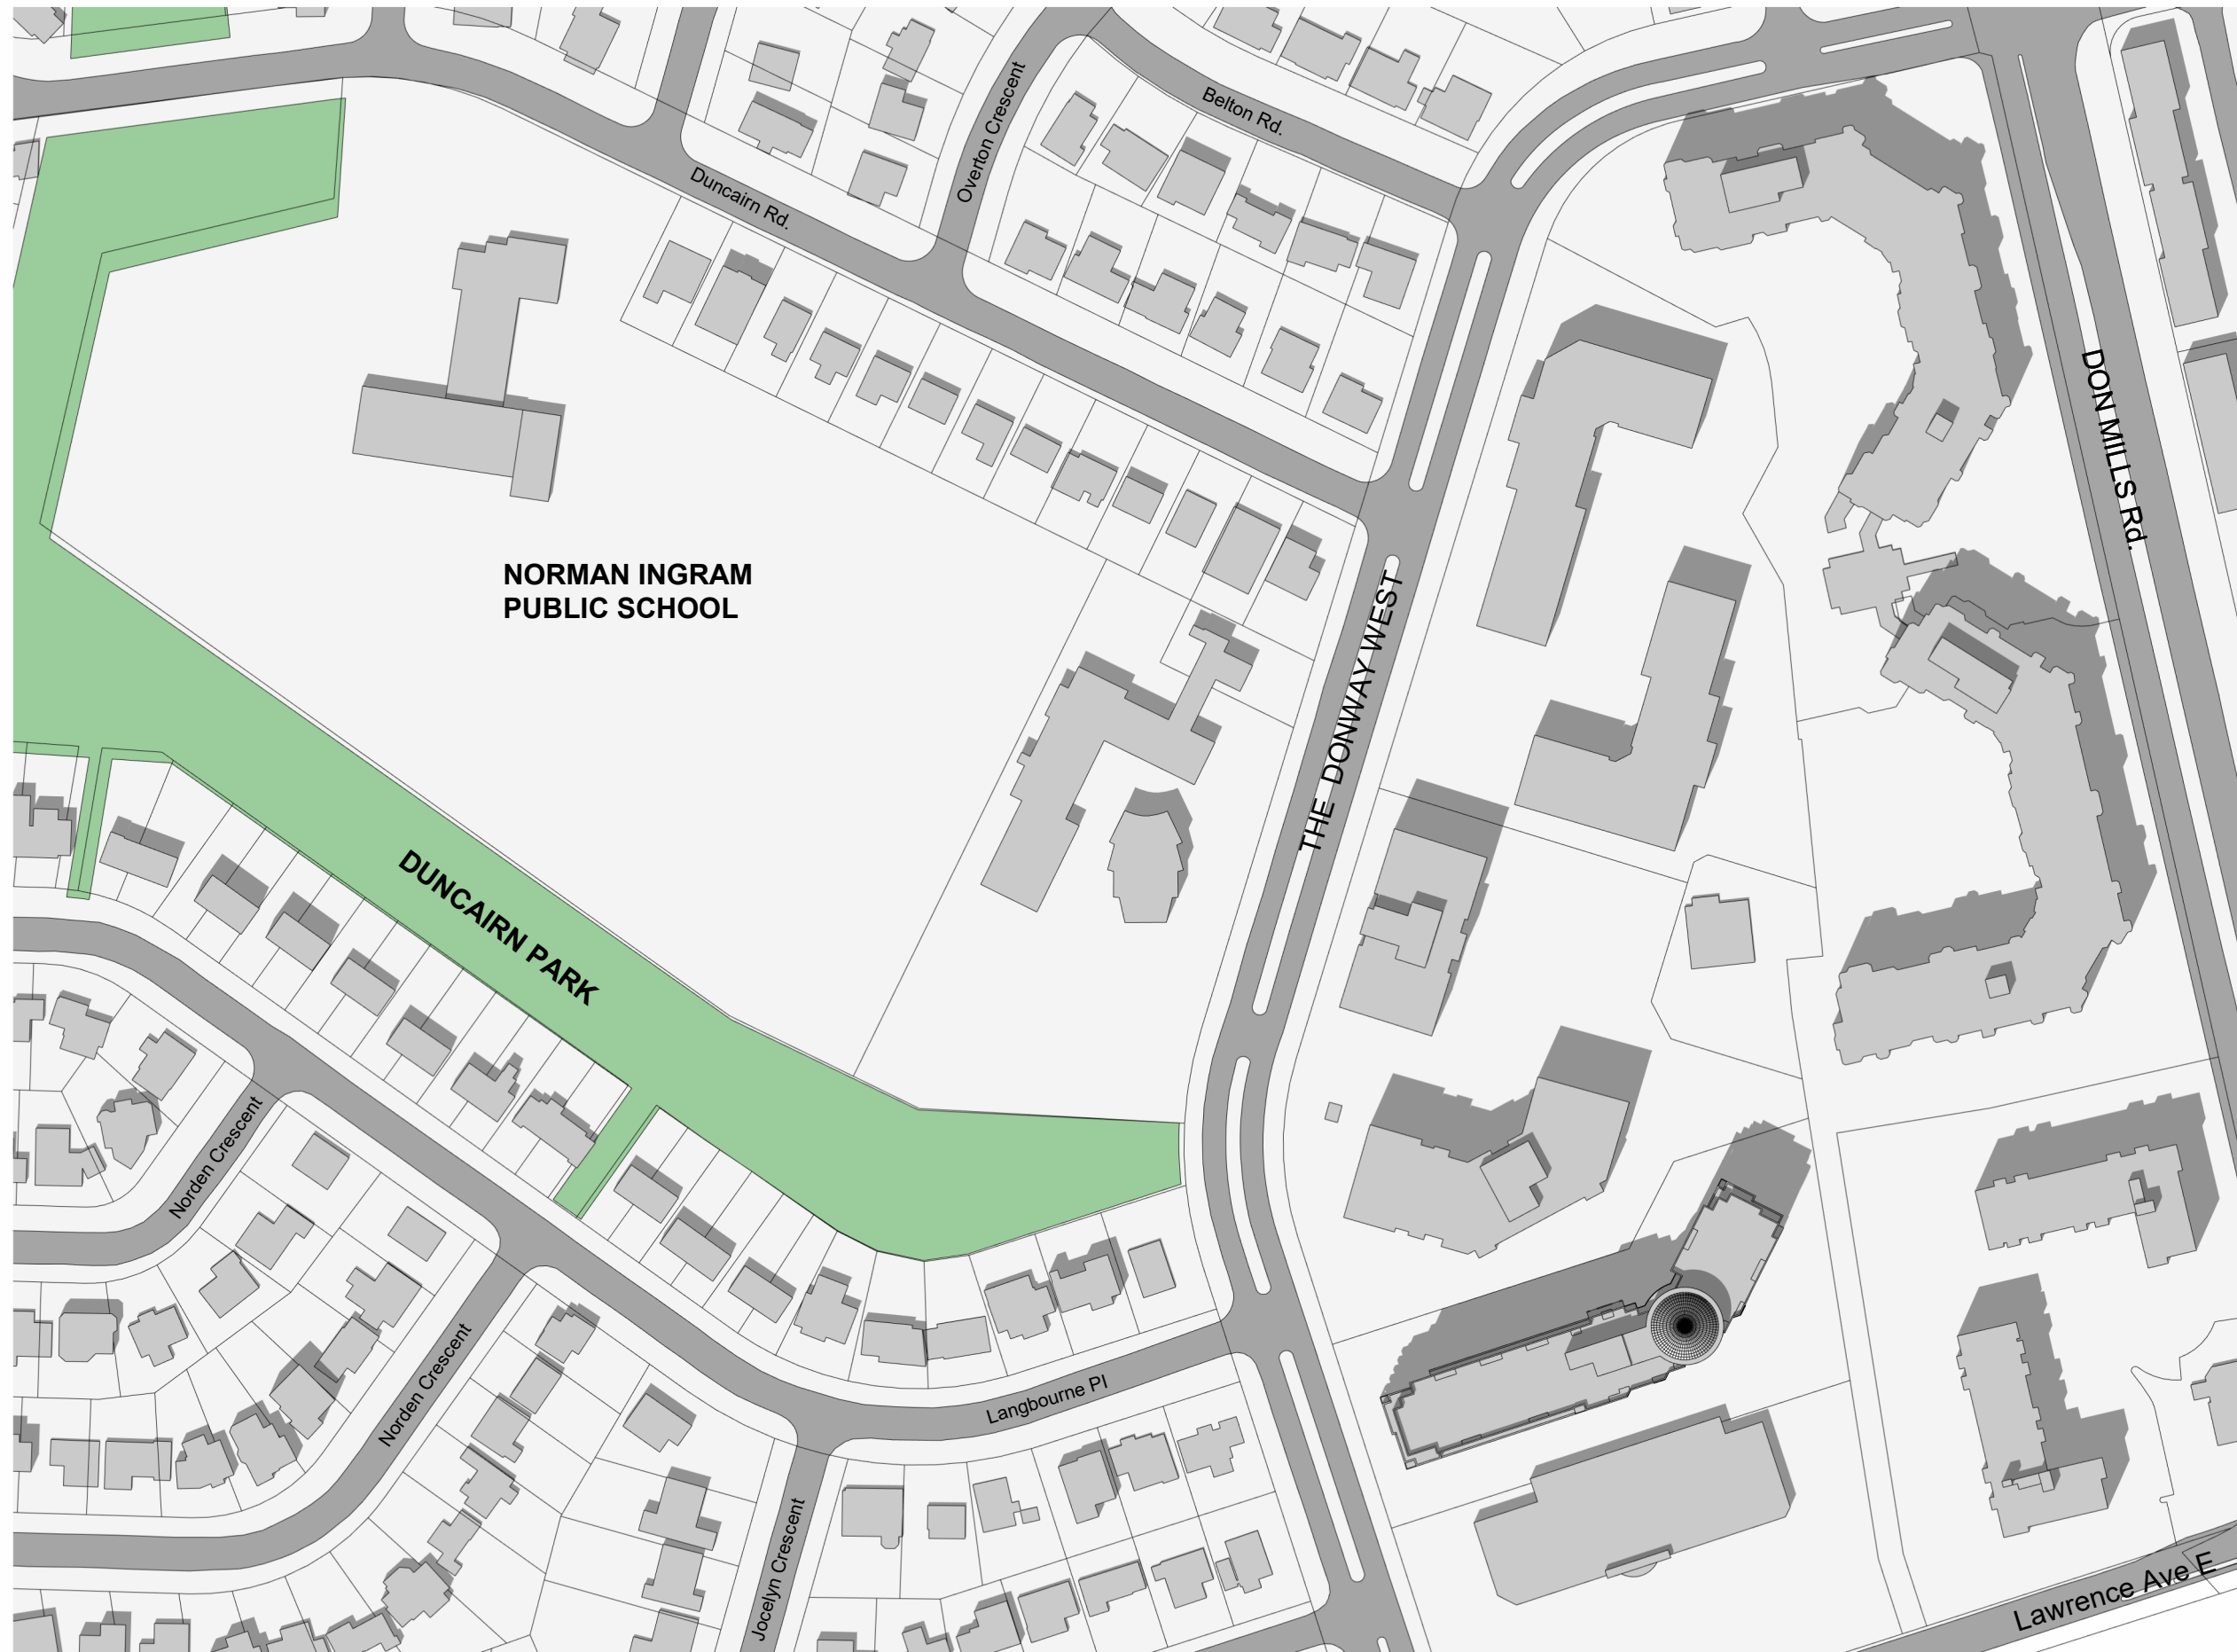 Overton Crescent
Belton Rd.
Duncairn Rd.
DON MILLS Rd.
NORMAN INGRAM
PUBLIC SCHOOL
THE DONWAY WEST
DUNCAIRN PARK
Norden Crescent
Norden Crescent
Langbourne Pl
Jocelyn Crescent
Lawrence Ave E